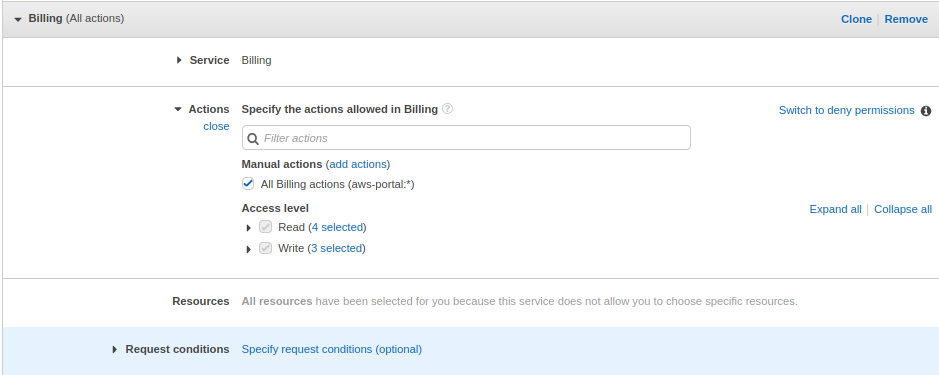 Billing (All actions) Clone Remove
Service Billing
Actions Specify the actions allowed in Billing Switch to deny permissions
close
Filter actions
Manual actions (add actions)
All Billing actions (aws-portal:*)
Access level Expand all Collapse all
Read (4 selected)
Write (3 selected)
Resources All resources have been selected for you because this service does not allow you to choose specific resources.
Request conditions Specify request conditions (optional)